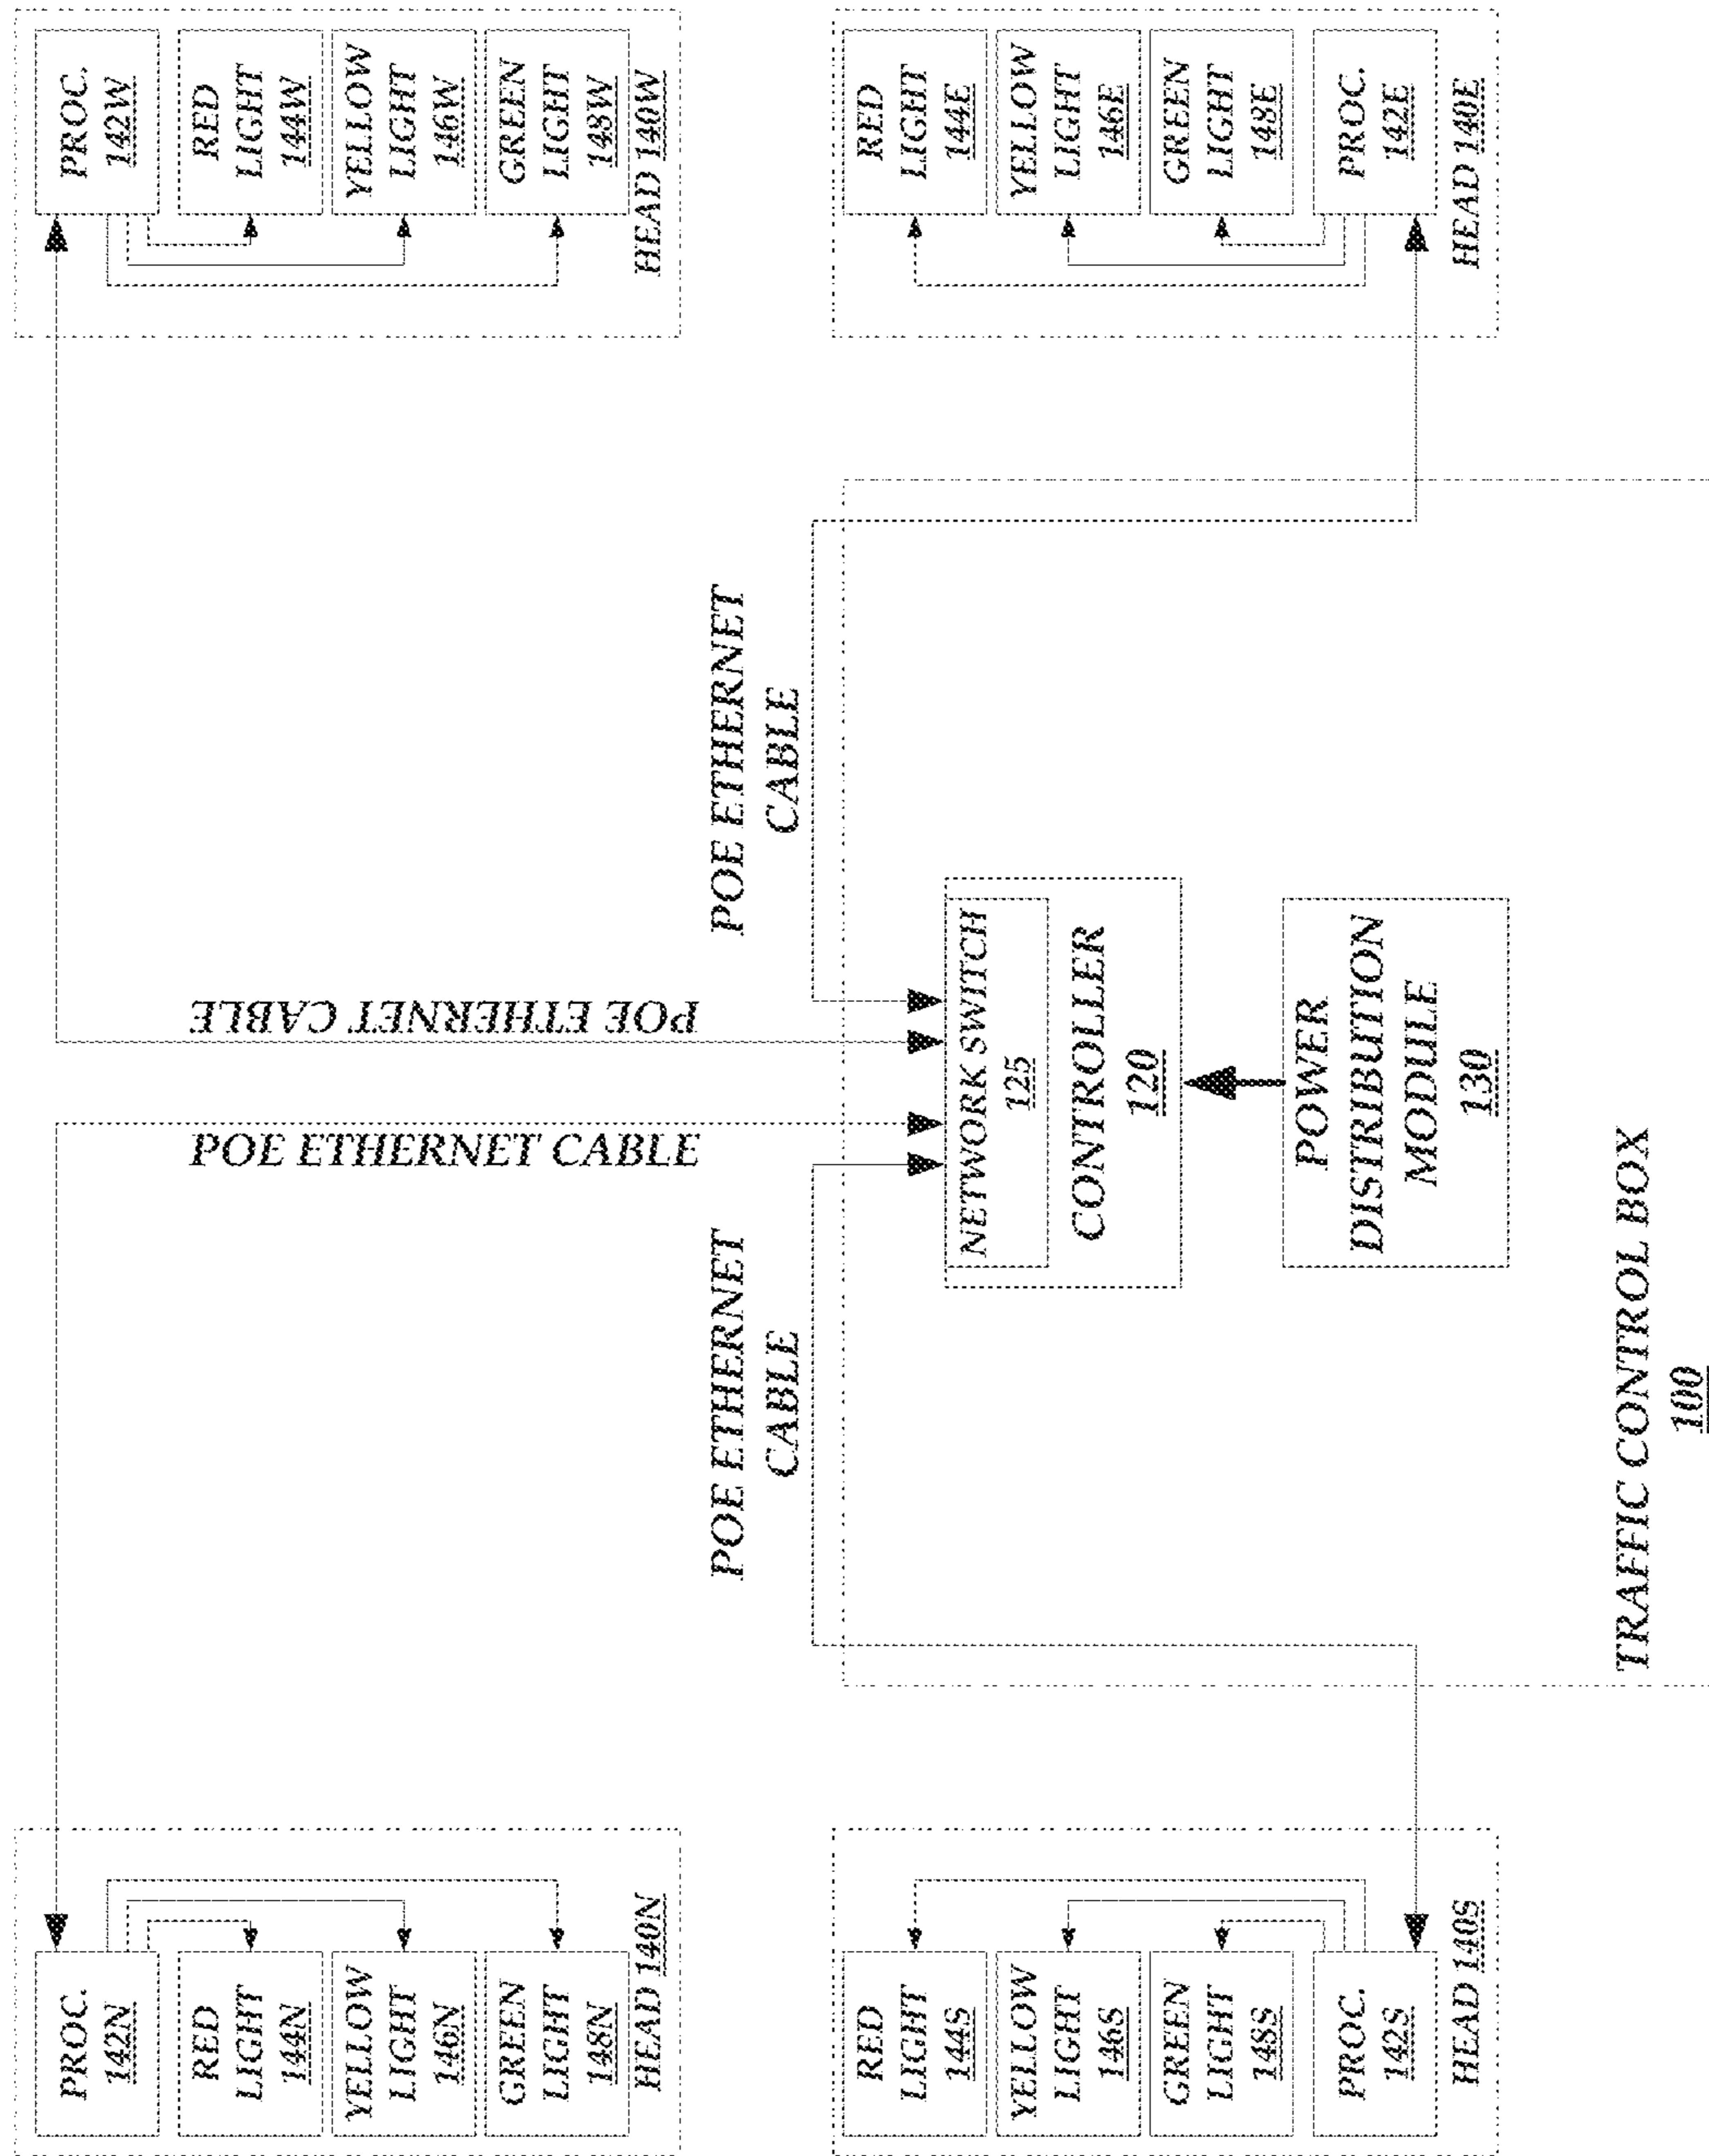 PROC.
142N
RED
LIGHT
144N
YELLOW
LIGHT
146N
GREEN
LIGHT
148N
HEAD 140N
POE ETHERNET CABLE
POE ETHERNET CABLE
PROC.
142W
RED
LIGHT
144W
YELLOW
LIGHT
146W
GREEN
LIGHT
148W
HEAD 140W
POE ETHERNET
CABLE
POE ETHERNET
CABLE
RED
LIGHT
144S
YELLOW
LIGHT
146S
GREEN
LIGHT
148S
PROC.
142S
HEAD 140S
NETWORK SWITCH
125
CONTROLLER
120
POWER
DISTRIBUTION
MODULE
130
RED
LIGHT
144E
YELLOW
LIGHT
146E
GREEN
LIGHT
148E
PROC.
142E
HEAD 140E
TRAFFIC CONTROL BOX
100